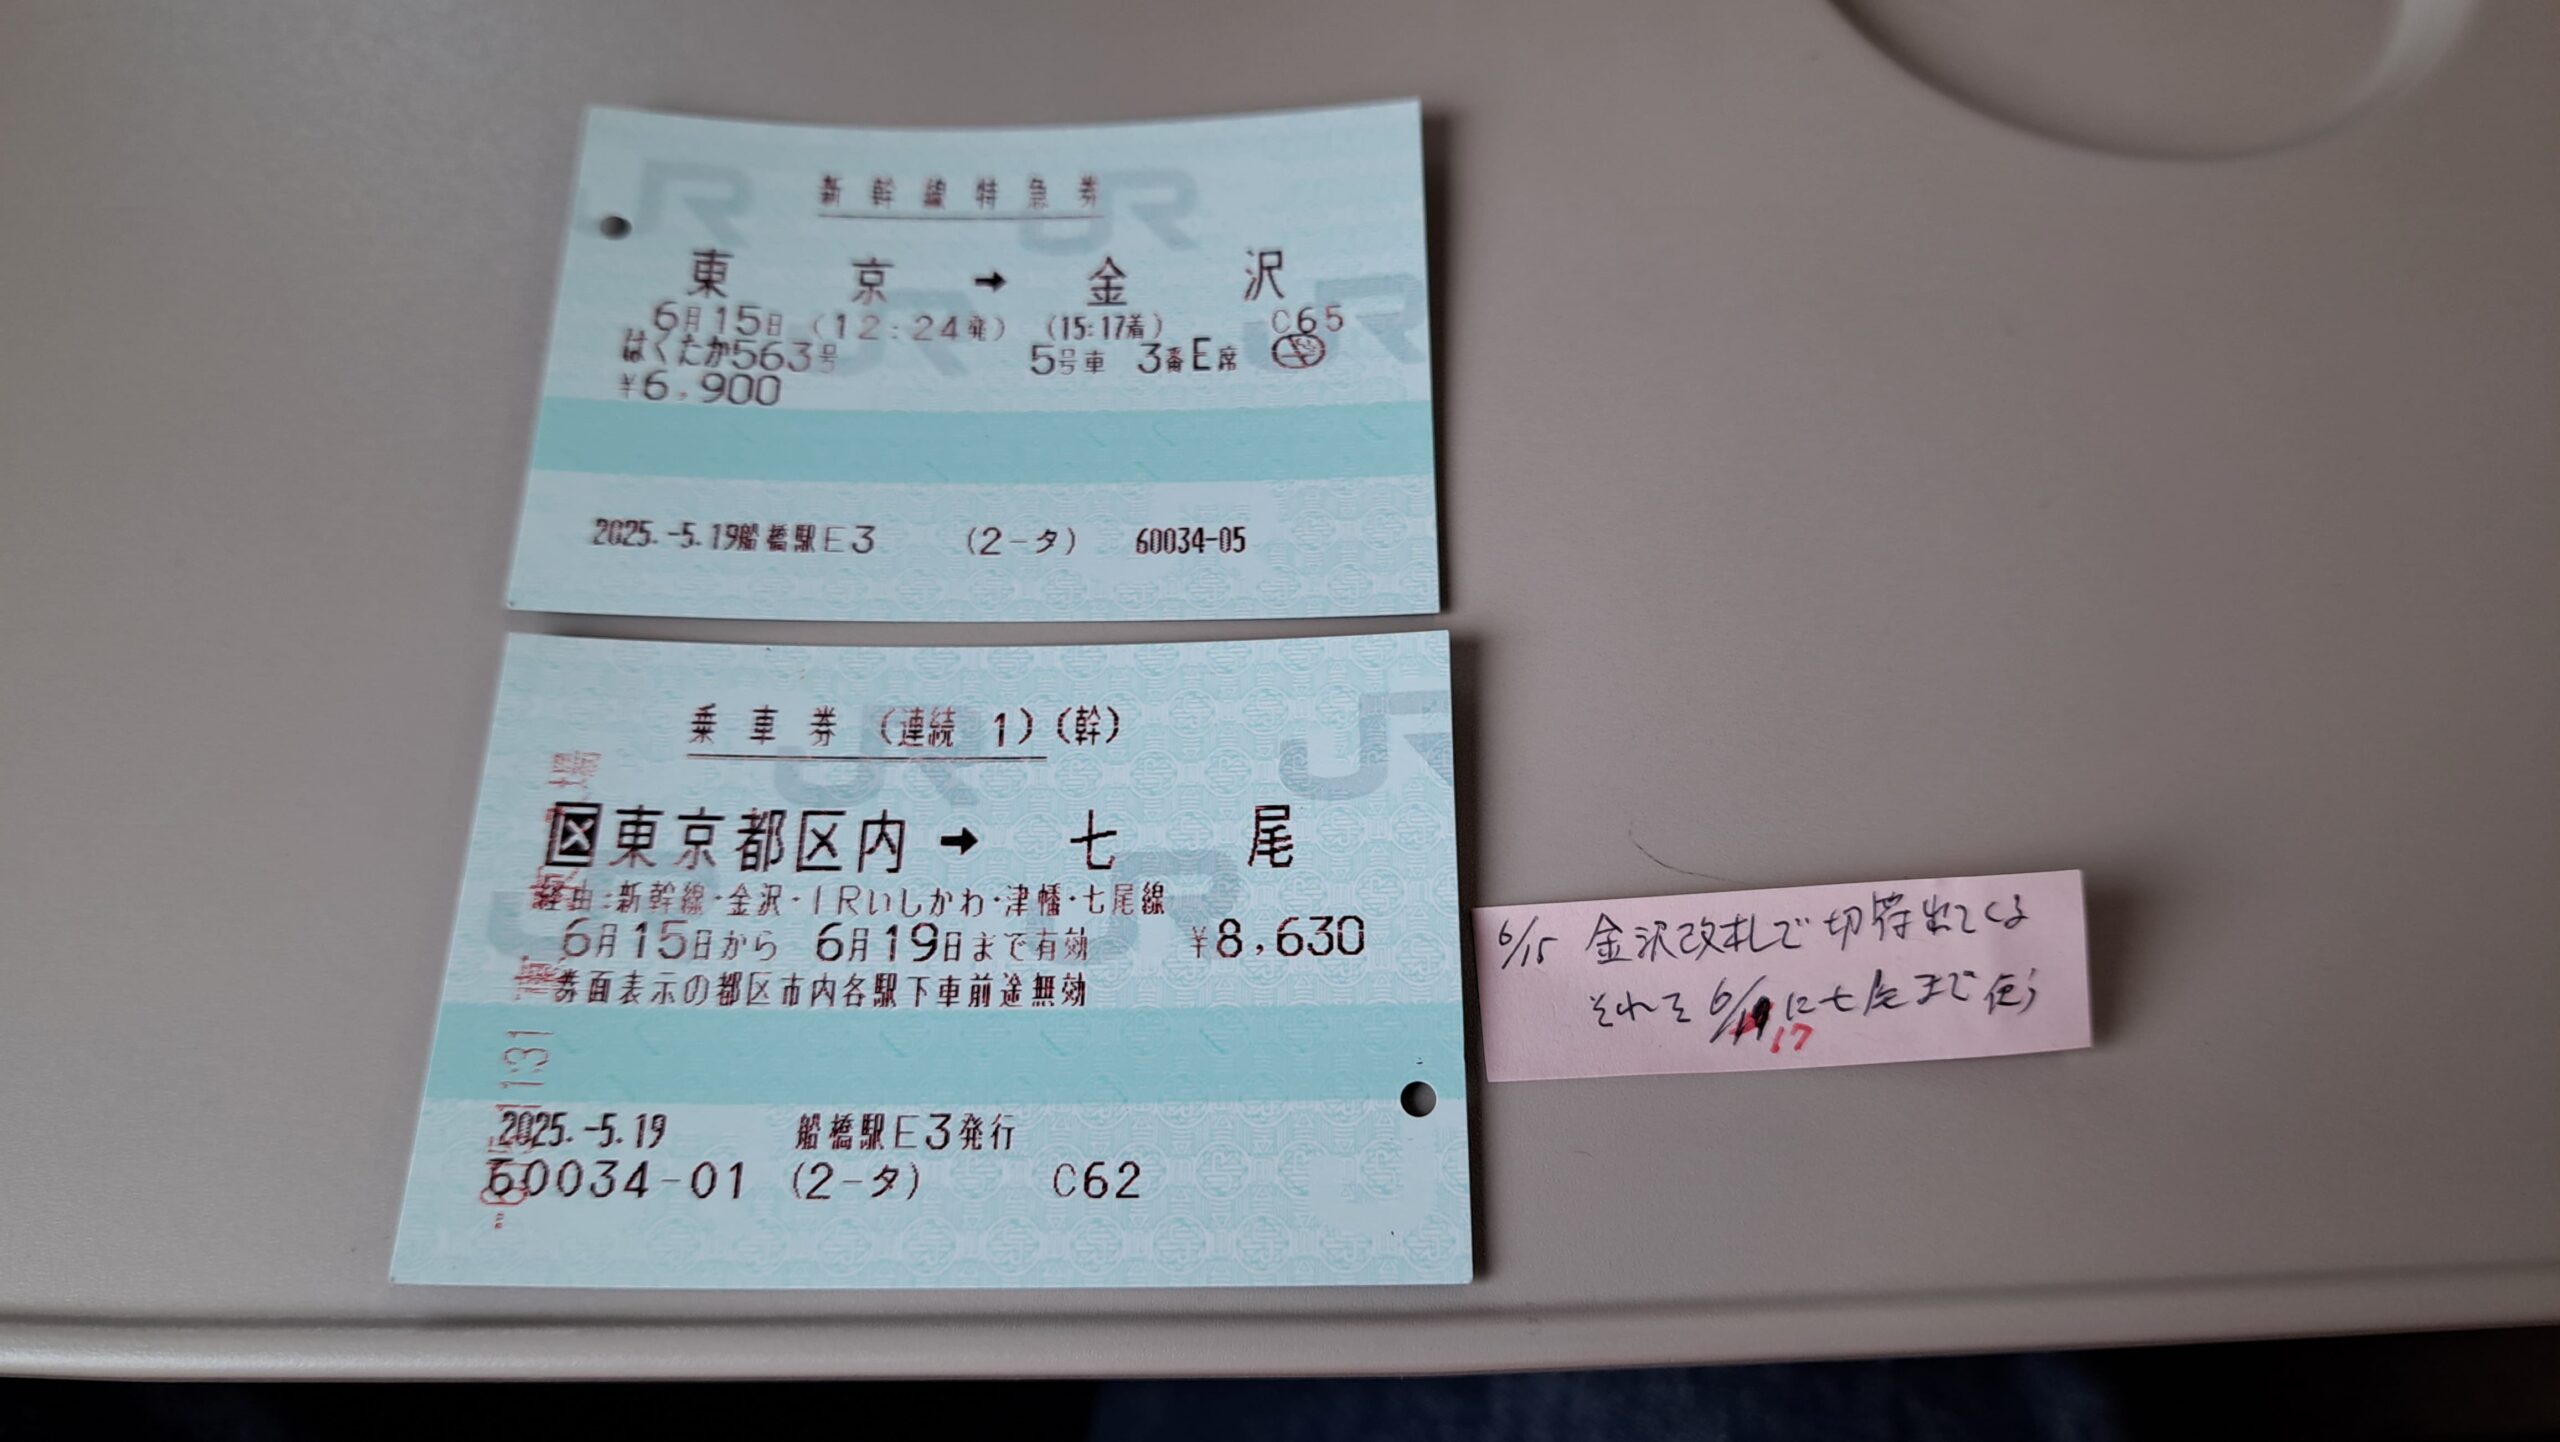 新幹線特急券
東京 → 金沢
6月15日 (12:24発) (15:17着) C65
はくたか563号 5号車 3番E席
¥6,900
2025.-5.19船橋駅E3 (2-タ) 60034-05
乗車券(連続 1)(幹)
区東京都区内 → 七尾
経由:新幹線・金沢・IRいしかわ・津幡・七尾線
6月15日から 6月19日まで有効 ¥8,630
券面表示の都区市内各駅下車前途無効
2025.-5.19 船橋駅E3発行
60034-01 (2-タ) C62
6/15 金沢改札で切符出てくる
それを6/17に七尾まで使う